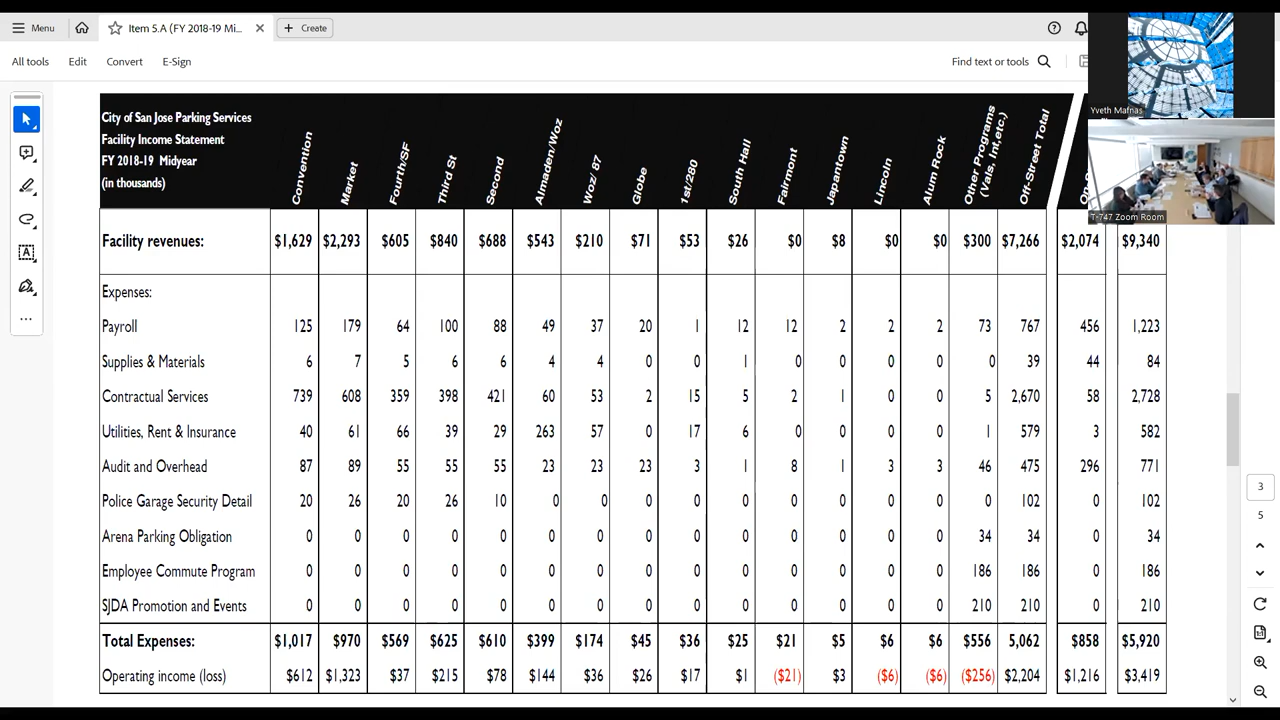 Menu
Item 5.A (FY 2018-19 Mi...
Create
All tools Edit Convert E-Sign
Find text or tools
Yveth Mafnas
T-747 Zoom Room
City of San Jose Parking Services
Facility Income Statement
FY 2018-19 Midyear
(in thousands)
Convention Market Fourth/SF Third St Second Almaden/Woz Woz/ 87 Globe 1st/280 South Hall Fairmont Japantown Lincoln Alum Rock Other Programs (Vals, Int,etc.) Off-Street Total
Facility revenues: $1,629 $2,293 $605 $840 $688 $543 $210 $71 $53 $26 $0 $8 $0 $0 $300 $7,266 $2,074 $9,340
Expenses:
Payroll 125 179 64 100 88 49 37 20 1 12 12 2 2 2 73 767 456 1,223
Supplies & Materials 6 7 5 6 6 4 4 0 0 1 0 0 0 0 0 39 44 84
Contractual Services 739 608 359 398 421 60 53 2 15 5 2 1 0 0 5 2,670 58 2,728
Utilities, Rent & Insurance 40 61 66 39 29 263 57 0 17 6 0 0 0 0 1 579 3 582
Audit and Overhead 87 89 55 55 55 23 23 23 3 1 8 1 3 3 46 475 296 771
Police Garage Security Detail 20 26 20 26 10 0 0 0 0 0 0 0 0 0 0 102 0 102
Arena Parking Obligation 0 0 0 0 0 0 0 0 0 0 0 0 0 0 34 34 0 34
Employee Commute Program 0 0 0 0 0 0 0 0 0 0 0 0 0 0 186 186 0 186
SJDA Promotion and Events 0 0 0 0 0 0 0 0 0 0 0 0 0 0 210 210 0 210
Total Expenses: $1,017 $970 $569 $625 $610 $399 $174 $45 $36 $25 $21 $5 $6 $6 $556 5,062 $858 $5,920
Operating income (loss) $612 $1,323 $37 $215 $78 $144 $36 $26 $17 $1 ($21) $3 ($6) ($6) ($256) $2,204 $1,216 $3,419
3
5